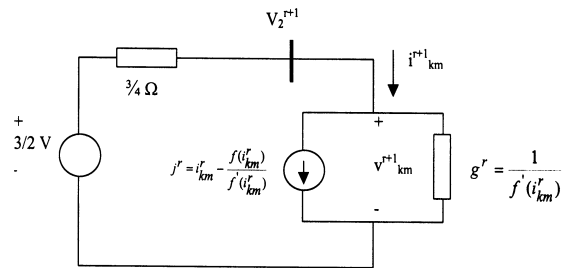 V₂ʳ⁺¹
iʳ⁺¹ₖₘ
¾ Ω
+
3/2 V
-
jʳ = iʳₖₘ − f(iʳₖₘ) / f'(iʳₖₘ)
+
vʳ⁺¹ₖₘ
-
gʳ = 1 / f'(iʳₖₘ)